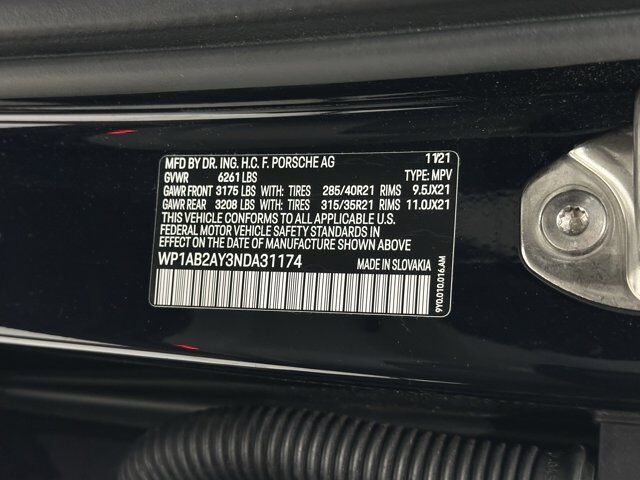 MFD BY DR. ING. H.C. F. PORSCHE AG 11/21
GVWR 6261 LBS TYPE: MPV
GAWR FRONT 3175 LBS WITH: TIRES 285/40R21 RIMS 9.5JX21
GAWR REAR 3208 LBS WITH: TIRES 315/35R21 RIMS 11.0JX21
THIS VEHICLE CONFORMS TO ALL APPLICABLE U.S.
FEDERAL MOTOR VEHICLE SAFETY STANDARDS IN
EFFECT ON THE DATE OF MANUFACTURE SHOWN ABOVE
WP1AB2AY3NDA31174 MADE IN SLOVAKIA
9Y0.010.016.AM